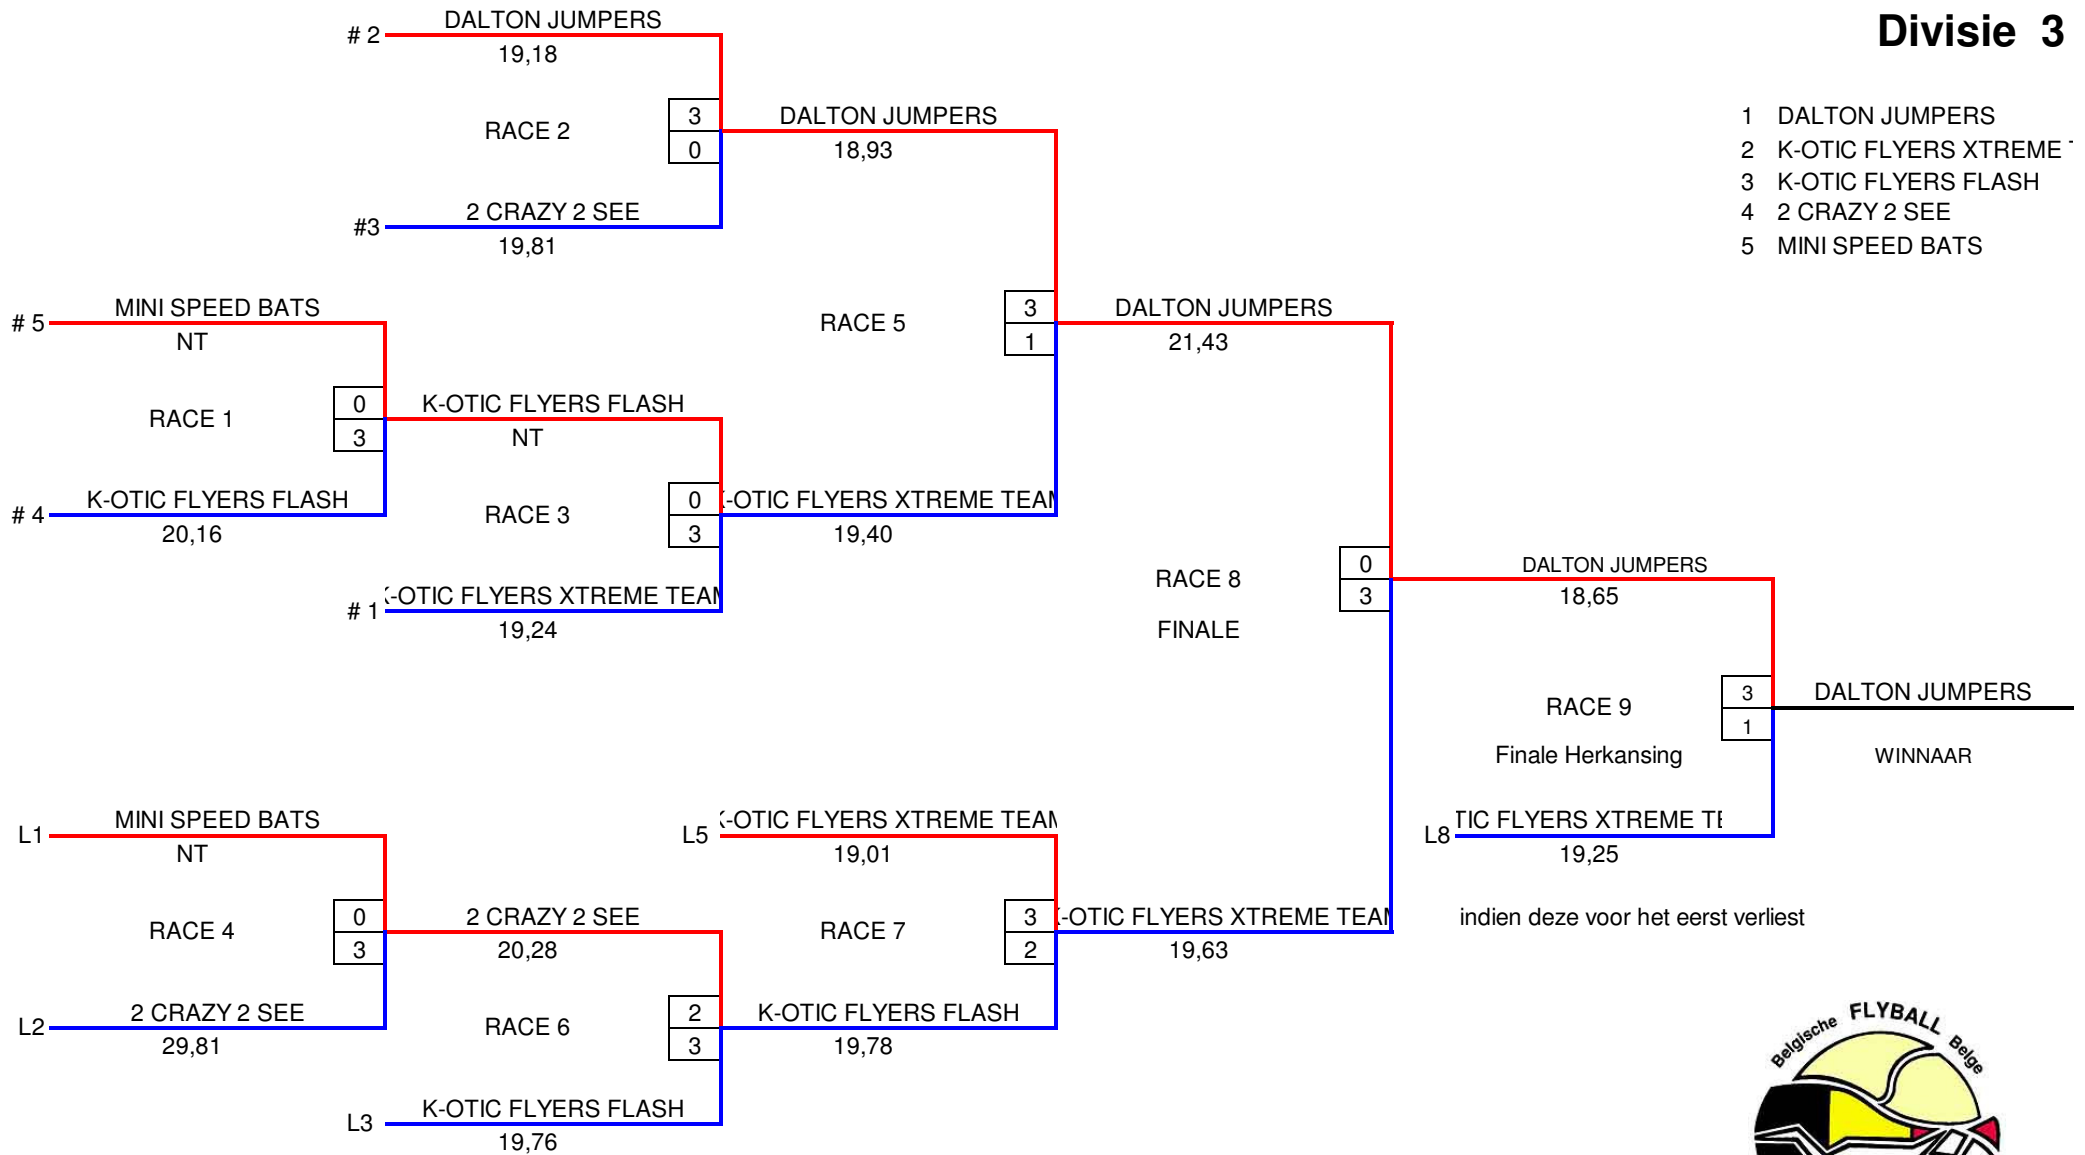 Divisie 3
1 DALTON JUMPERS
2 K-OTIC FLYERS XTREME
3 K-OTIC FLYERS FLASH
4 2 CRAZY 2 SEE
5 MINI SPEED BATS
# 2 DALTON JUMPERS
19,18
RACE 2
3
0
#3 2 CRAZY 2 SEE
19,81
DALTON JUMPERS
18,93
# 5 MINI SPEED BATS
NT
RACE 1
0
3
# 4 K-OTIC FLYERS FLASH
20,16
K-OTIC FLYERS FLASH
NT
RACE 3
0
3
# 1 K-OTIC FLYERS XTREME TEAM
19,24
RACE 5
3
1
K-OTIC FLYERS XTREME TEAM
19,40
DALTON JUMPERS
21,43
RACE 8
0
3
FINALE
DALTON JUMPERS
18,65
RACE 9
3
1
Finale Herkansing
DALTON JUMPERS
WINNAAR
L8 TIC FLYERS XTREME TE
19,25
indien deze voor het eerst verliest
L1 MINI SPEED BATS
NT
RACE 4
0
3
L2 2 CRAZY 2 SEE
29,81
2 CRAZY 2 SEE
20,28
RACE 6
2
3
L3 K-OTIC FLYERS FLASH
19,76
L5 K-OTIC FLYERS XTREME TEAM
19,01
RACE 7
3
2
K-OTIC FLYERS FLASH
19,78
K-OTIC FLYERS XTREME TEAM
19,63
Belgische FLYBALL Belge